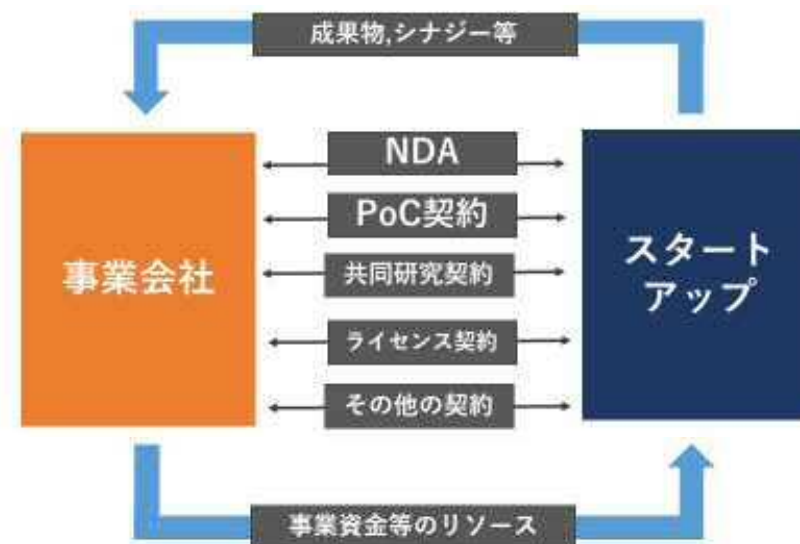 成果物,シナジー等
NDA
PoC契約
事業会社
共同研究契約
スタート
アップ
ライセンス契約
その他の契約
事業資金等のリソース